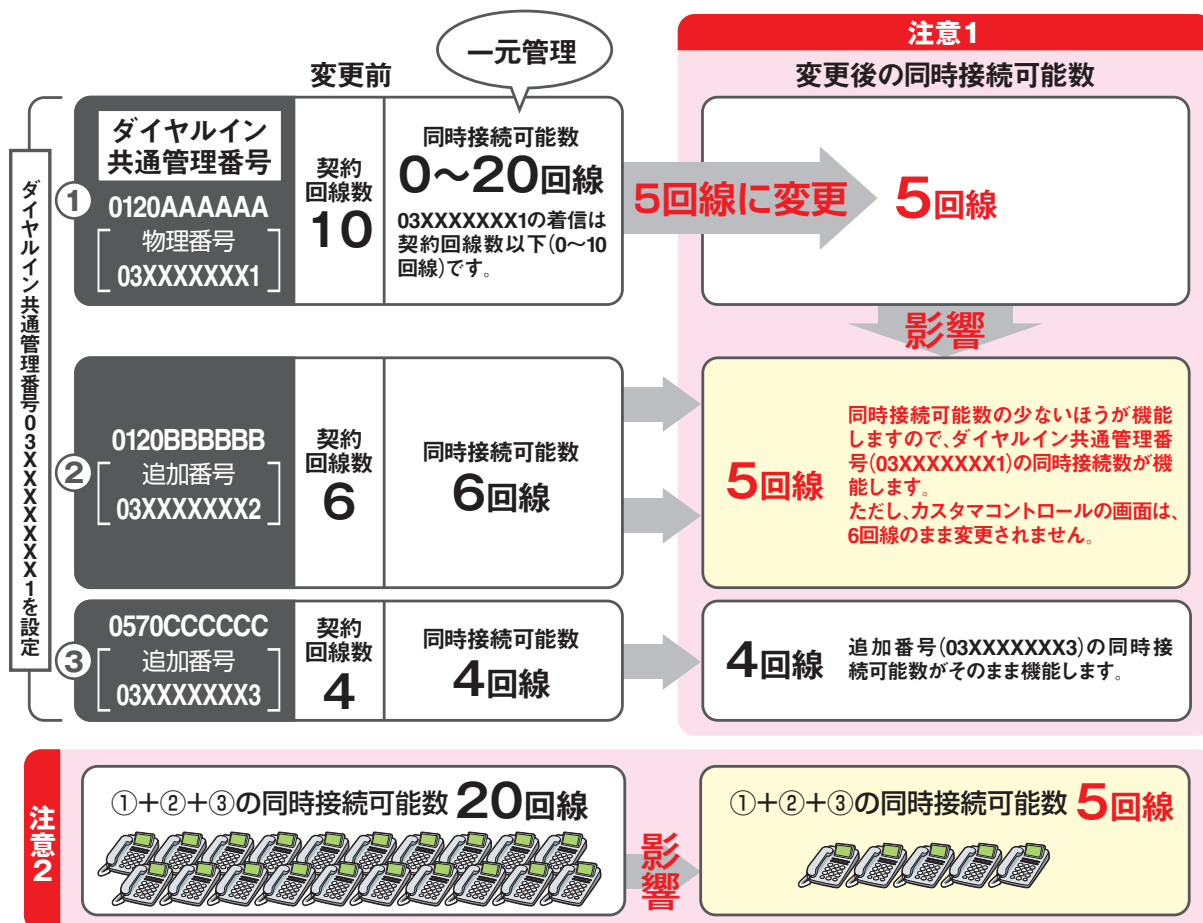 一元管理
変更前
注意1
変更後の同時接続可能数
ダイヤルイン共通管理番号03XXXXXXX1を設定
①
ダイヤルイン
共通管理番号
0120AAAAAA
物理番号
03XXXXXXX1
契約
回線数
10
同時接続可能数
0～20回線
03XXXXXXX1の着信は
契約回線数以下(0～10
回線)です。
5回線に変更
5回線
影響
②
0120BBBBBB
追加番号
03XXXXXXX2
契約
回線数
6
同時接続可能数
6回線
5回線
同時接続可能数の少ないほうが機能
しますので、ダイヤルイン共通管理番
号(03XXXXXXX1)の同時接続数が機
能します。
ただし、カスタマコントロールの画面は、
6回線のまま変更されません。
③
0570CCCCCC
追加番号
03XXXXXXX3
契約
回線数
4
同時接続可能数
4回線
4回線
追加番号(03XXXXXXX3)の同時接
続可能数がそのまま機能します。
注意2
①+②+③の同時接続可能数 20回線
影響
①+②+③の同時接続可能数 5回線